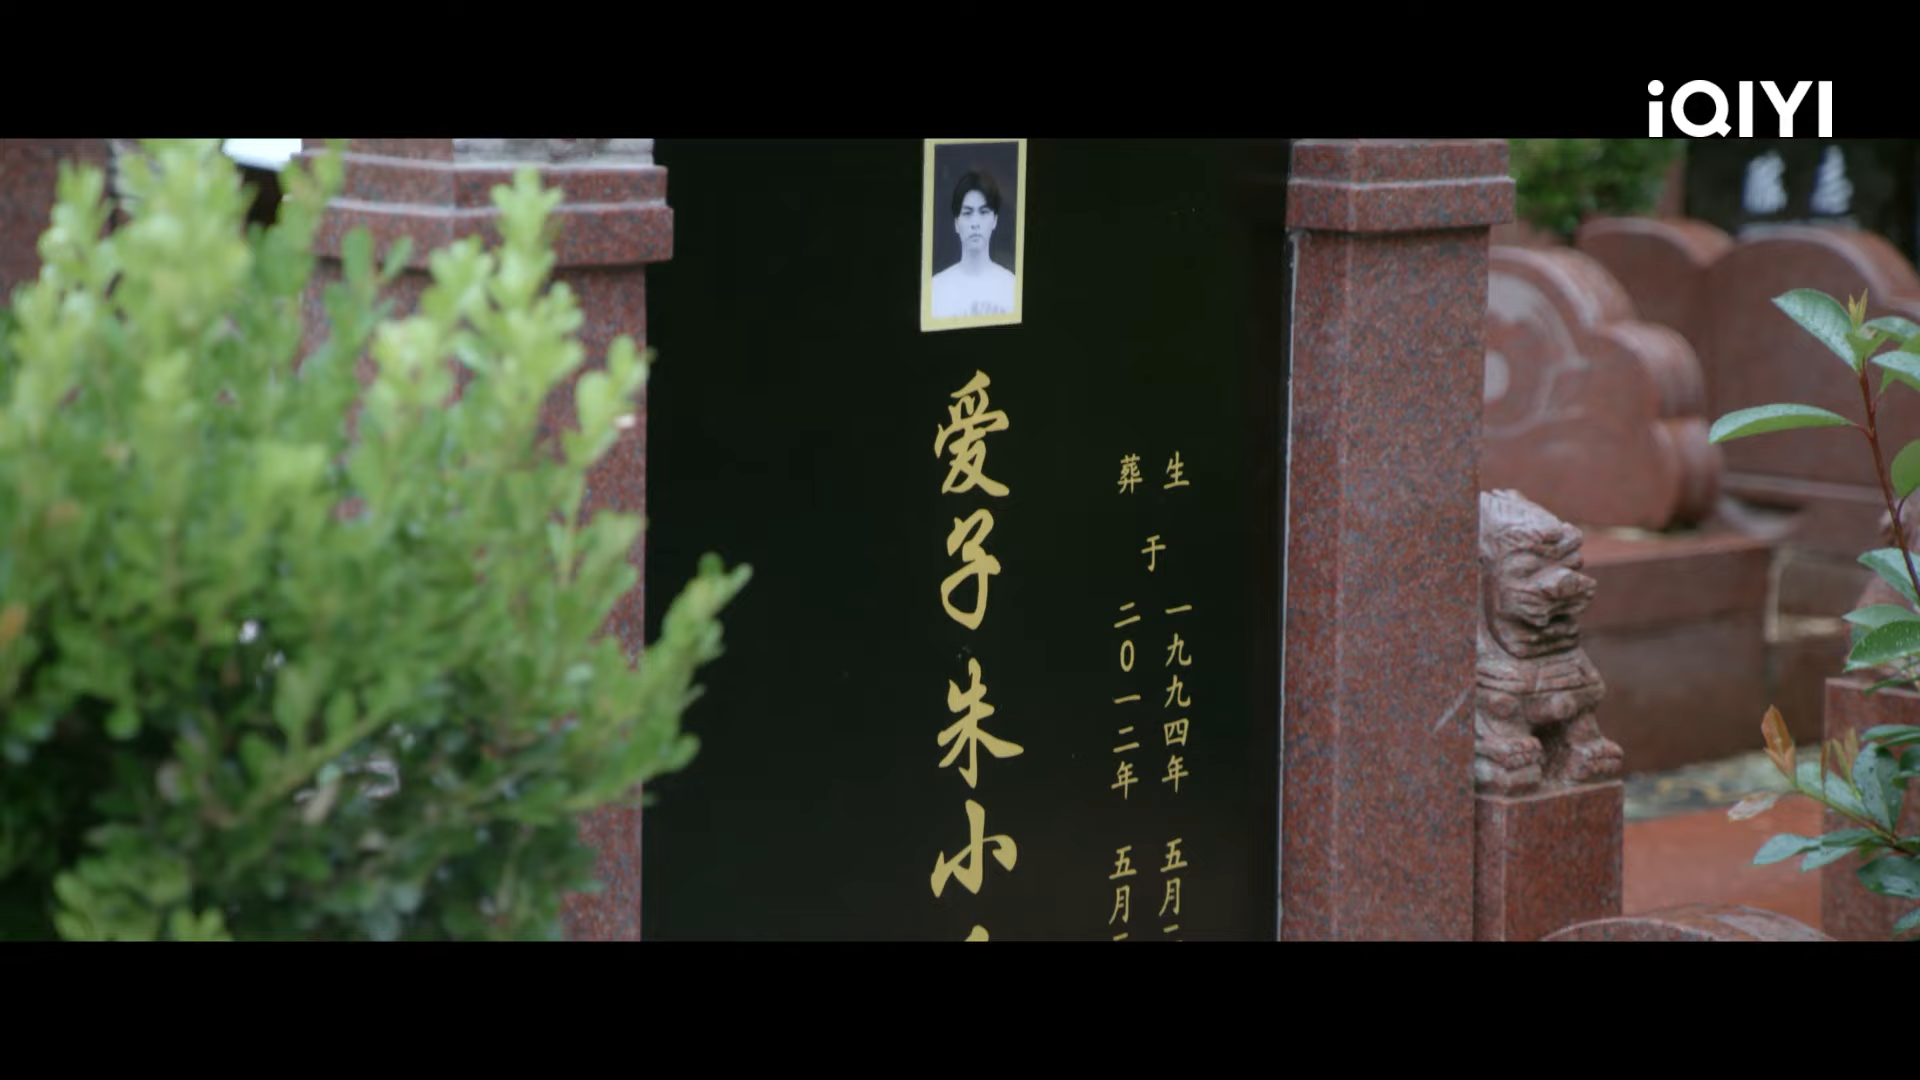 iQIYI
生 于 一九九四年 五月
葬 于 二〇一二年 五月
爱子朱小